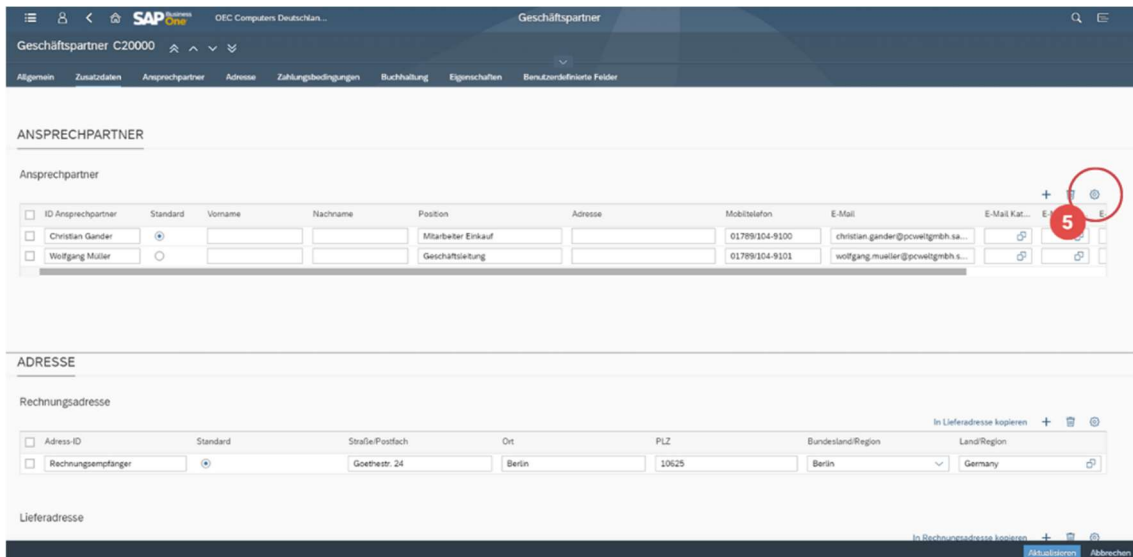 SAP Business One OEC Computers Deutschlan... Geschäftspartner
Geschäftspartner C20000
Allgemein Zusatzdaten Ansprechpartner Adresse Zahlungsbedingungen Buchhaltung Eigenschaften Benutzerdefinierte Felder
ANSPRECHPARTNER
Ansprechpartner
ID Ansprechpartner Standard Vorname Nachname Position Adresse Mobiltelefon E-Mail E-Mail Kat...
5
Christian Gander Mitarbeiter Einkauf 01789/104-9100 christian.gander@pcweltgmbh.sa...
Wolfgang Müller Geschäftsleitung 01789/104-9101 wolfgang.mueller@pcweltgmbh.s...
ADRESSE
Rechnungsadresse
In Lieferadresse kopieren
Adress-ID Standard Straße/Postfach Ort PLZ Bundesland/Region Land/Region
Rechnungsempfänger Goethestr. 24 Berlin 10625 Berlin Germany
Lieferadresse
In Rechnungsadresse kopieren
Aktualisieren Abbrechen